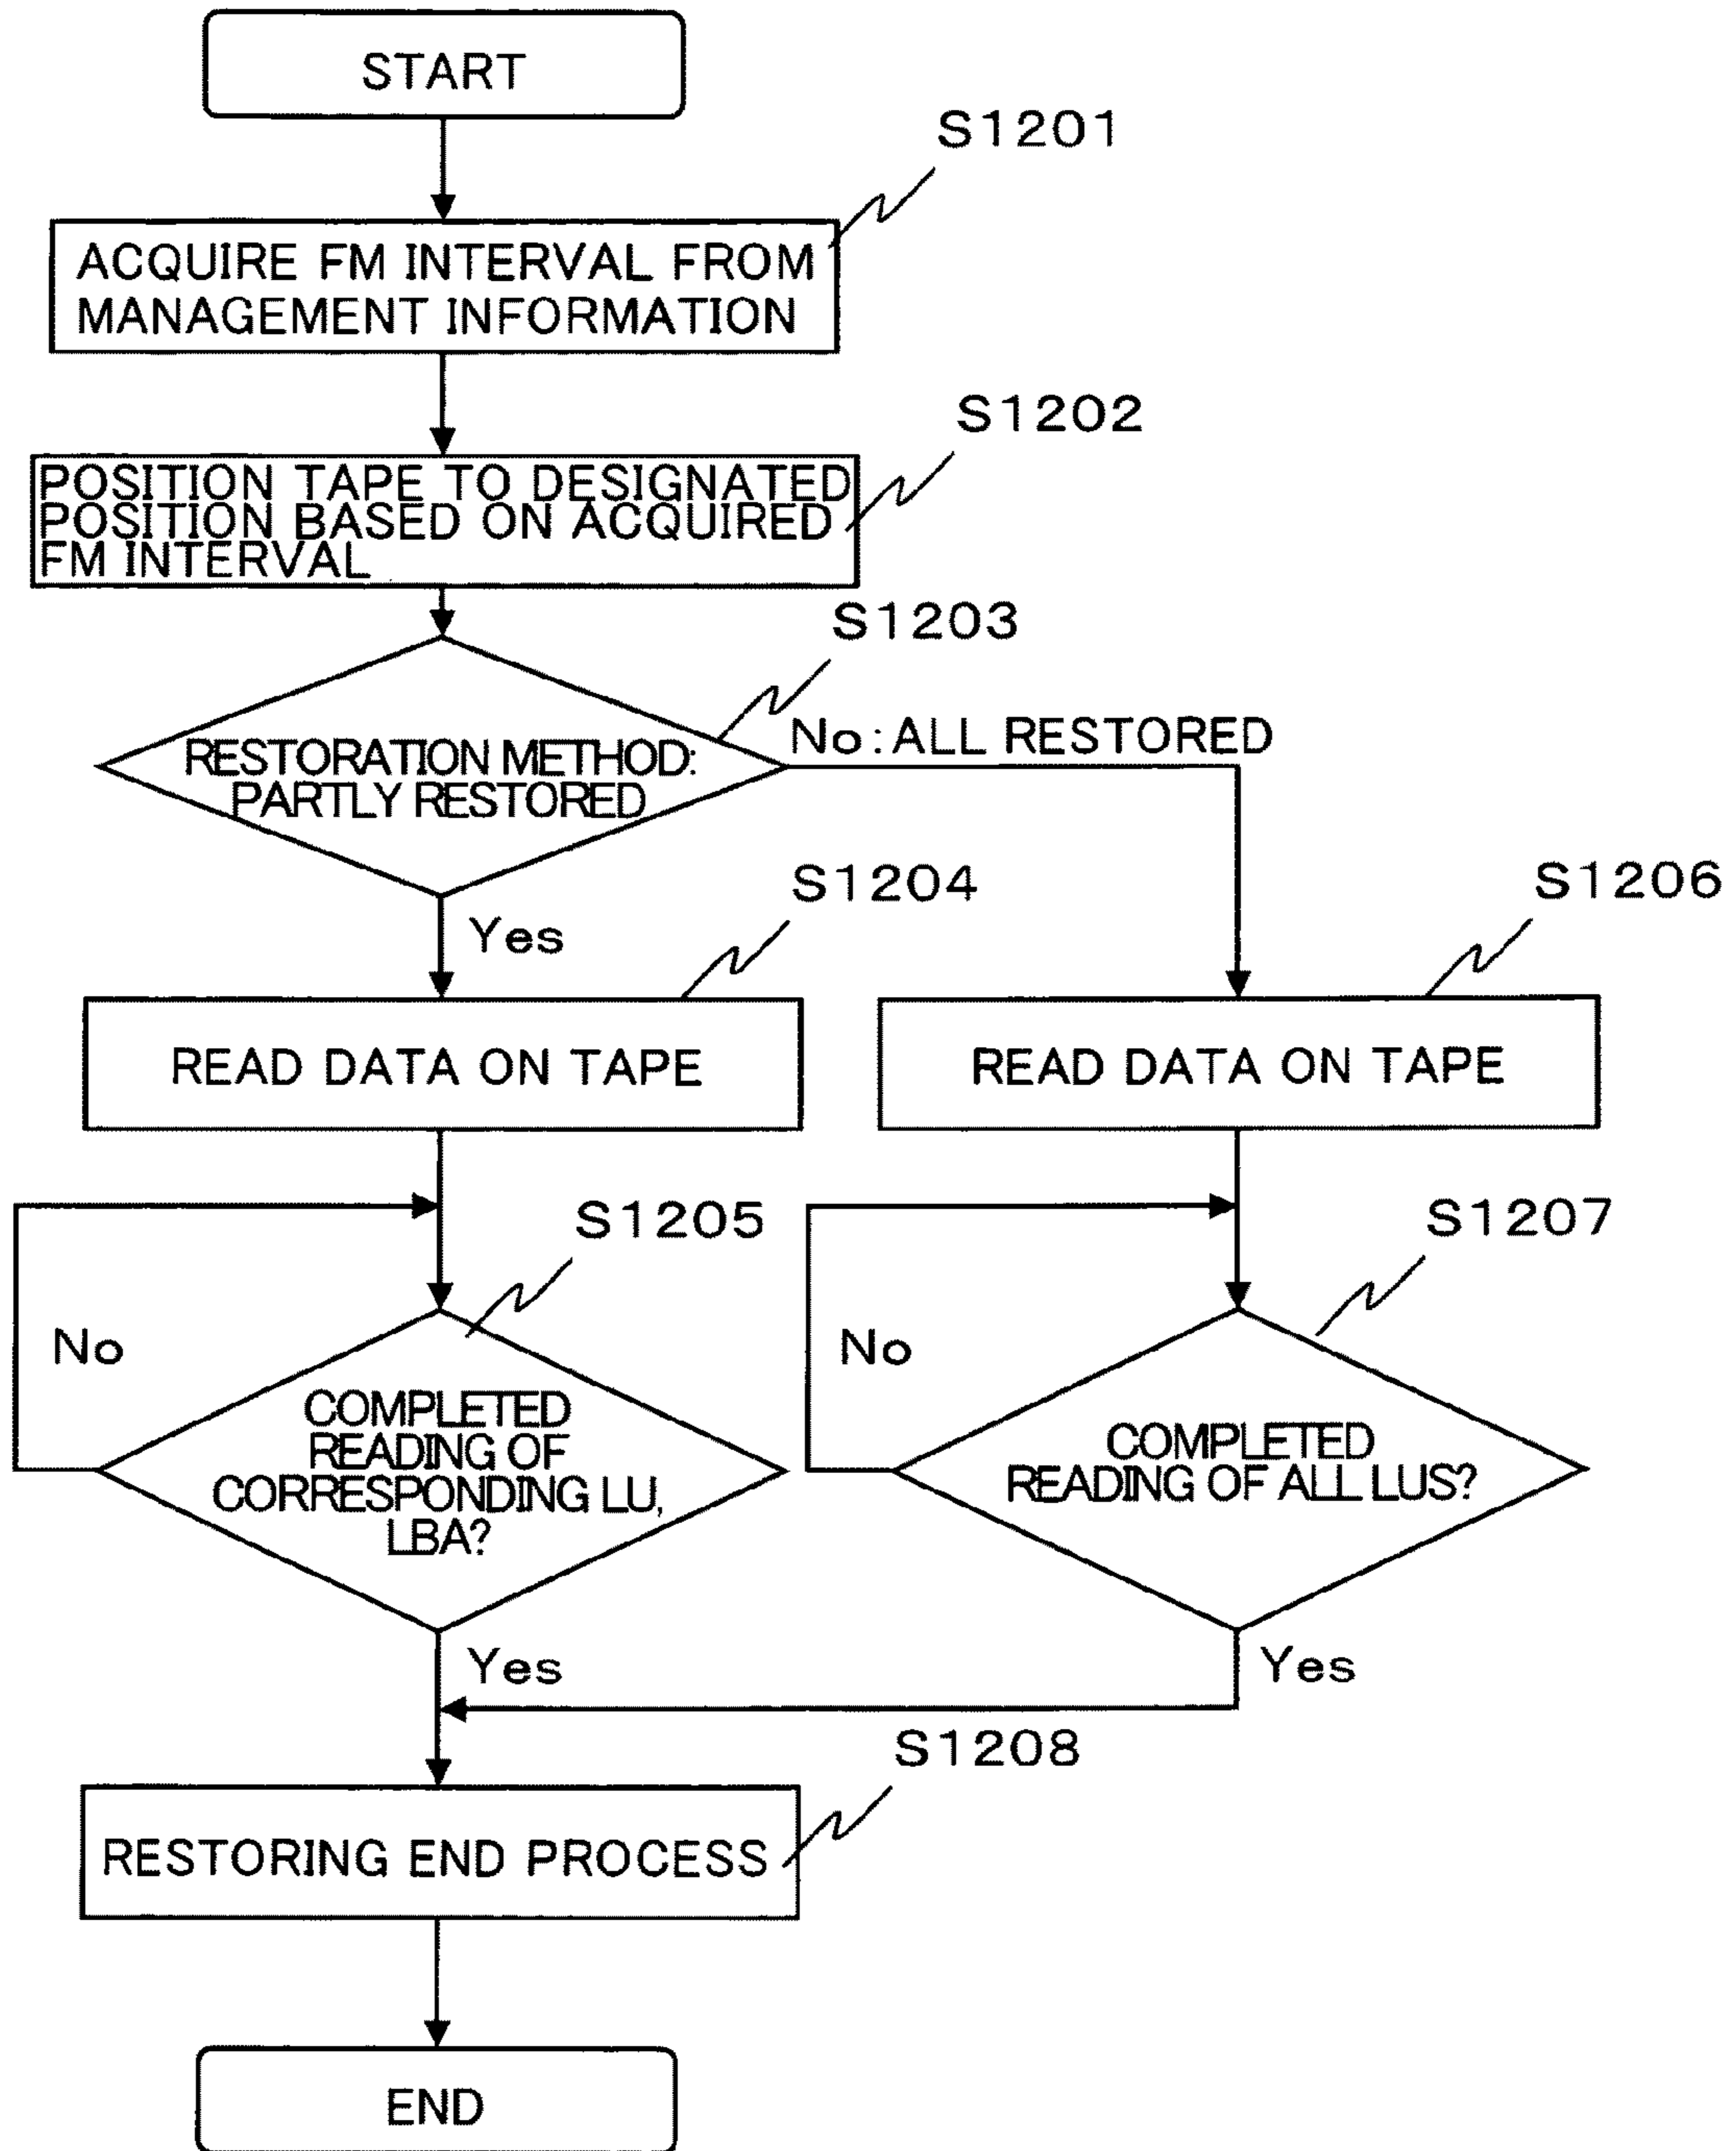 START
S1201
ACQUIRE FM INTERVAL FROM
MANAGEMENT INFORMATION
S1202
POSITION TAPE TO DESIGNATED
POSITION BASED ON ACQUIRED
FM INTERVAL
S1203
No:ALL RESTORED
RESTORATION METHOD:
PARTLY RESTORED
S1204
S1206
Yes
READ DATA ON TAPE
READ DATA ON TAPE
S1205
S1207
No
No
COMPLETED
READING OF
CORRESPONDING LU,
LBA?
COMPLETED
READING OF ALL LUS?
Yes
Yes
S1208
RESTORING END PROCESS
END